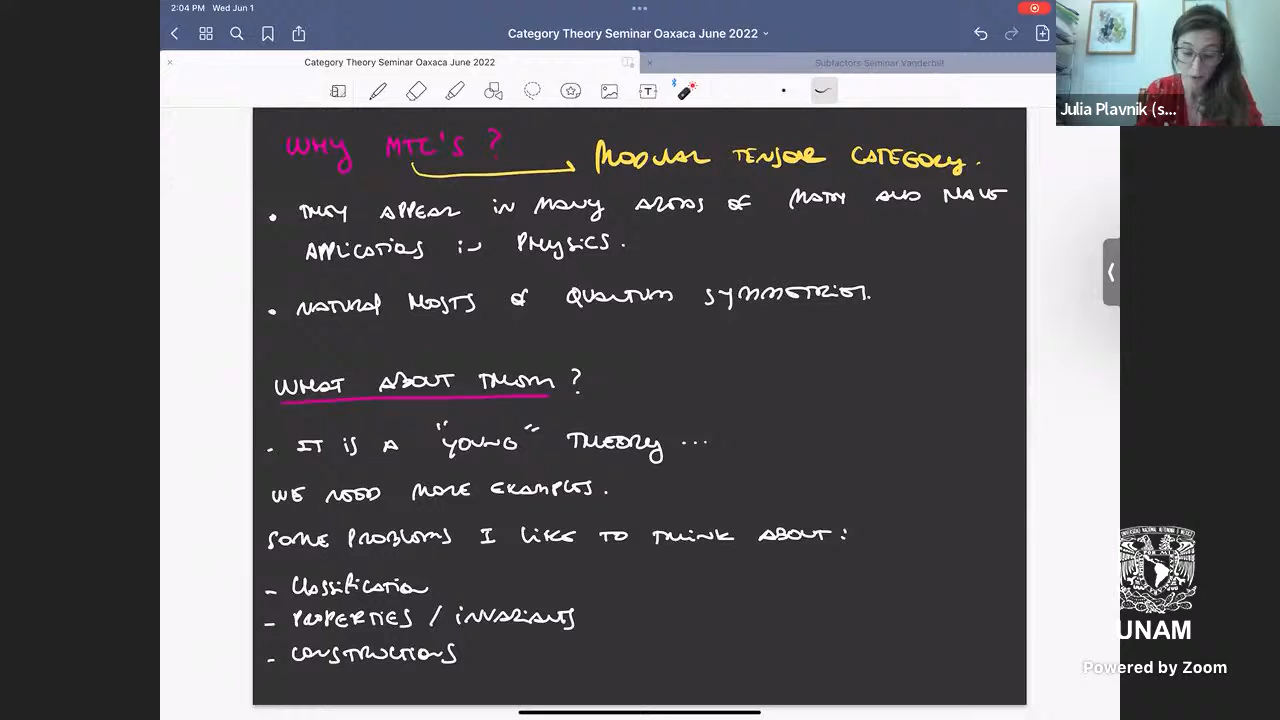 2:04 PM Wed Jun 1
Category Theory Seminar Oaxaca June 2022
Category Theory Seminar Oaxaca June 2022
Subfactors Seminar Vanderbilt
Julia Plavnik (s...
WHY MTC'S ?
MODULAR TENSOR CATEGORY.
• THEY APPEAR IN MANY AREAS OF MATH AND HAVE
APPLICATIONS IN PHYSICS.
• NATURAL HOSTS OF QUANTUM SYMMETRIES.
WHAT ABOUT THEM ?
• IT IS A "YOUNG" THEORY ...
WE NEED MORE EXAMPLES.
SOME PROBLEMS I LIKE TO THINK ABOUT:
- Classification
- PROPERTIES / INVARIANTS
- CONSTRUCTIONS
UNAM
Powered by Zoom